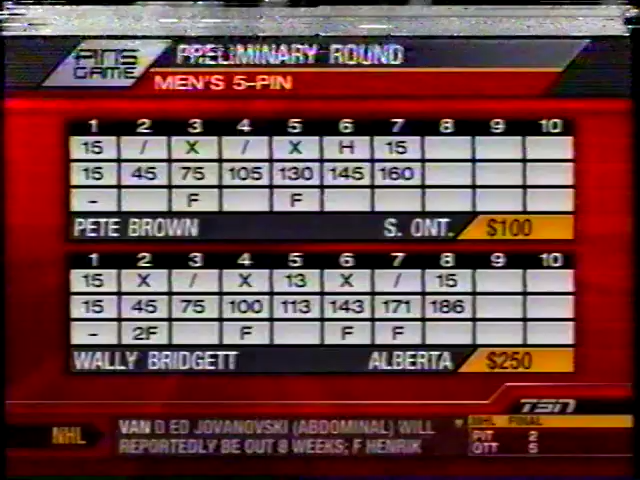 PINS
GAME
PRELIMINARY ROUND
MEN'S 5-PIN
1 2 3 4 5 6 7 8 9 10
15 / X / X H 15
15 45 75 105 130 145 160
- F F
PETE BROWN S. ONT. $100
1 2 3 4 5 6 7 8 9 10
15 X / X 13 X / 15
15 45 75 100 113 143 171 186
- 2F F F F
WALLY BRIDGETT ALBERTA $250
TSN
NHL
VAN D ED JOVANOVSKI (ABDOMINAL) WILL
REPORTEDLY BE OUT 8 WEEKS; F HENRIK
NHL FINAL
PIT 2
OTT 5